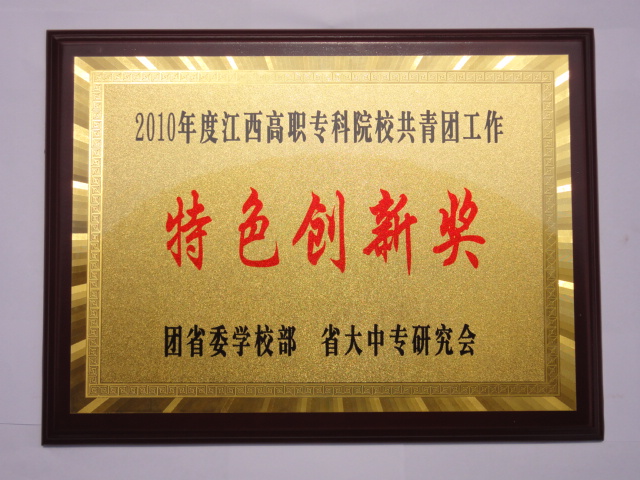 2010年度江西高职专科院校共青团工作
特色创新奖
团省委学校部 省大中专研究会